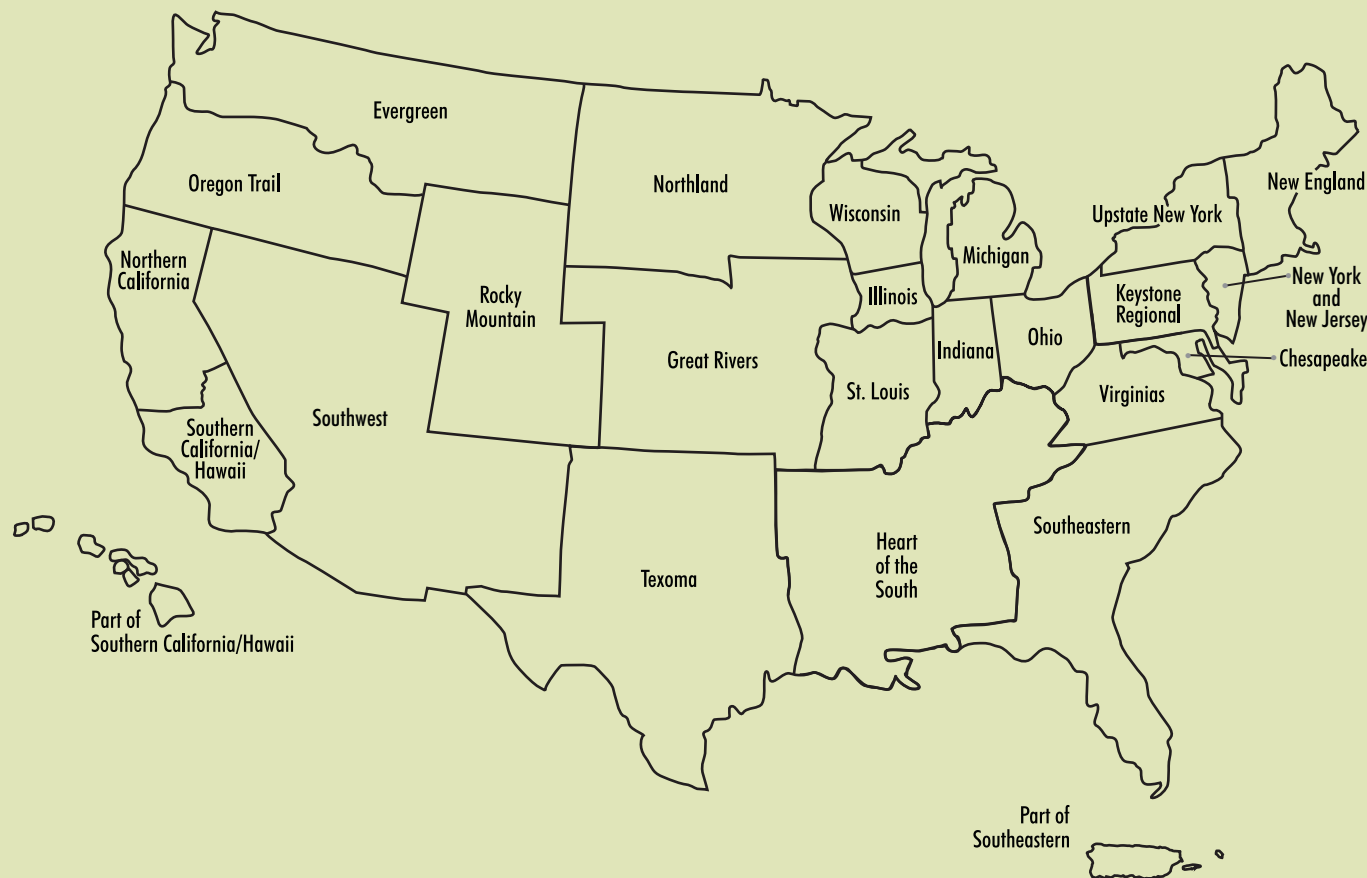 Evergreen
Oregon Trail
Northland
New England
Wisconsin
Upstate New York
Northern
California
Michigan
Rocky
Mountain
Illinois
Keystone
Regional
New York
and
New Jersey
Great Rivers
Indiana
Ohio
Chesapeake
St. Louis
Virginias
Southwest
Southern
California/
Hawaii
Southeastern
Heart
of the
South
Texoma
Part of
Southern California/Hawaii
Part of
Southeastern